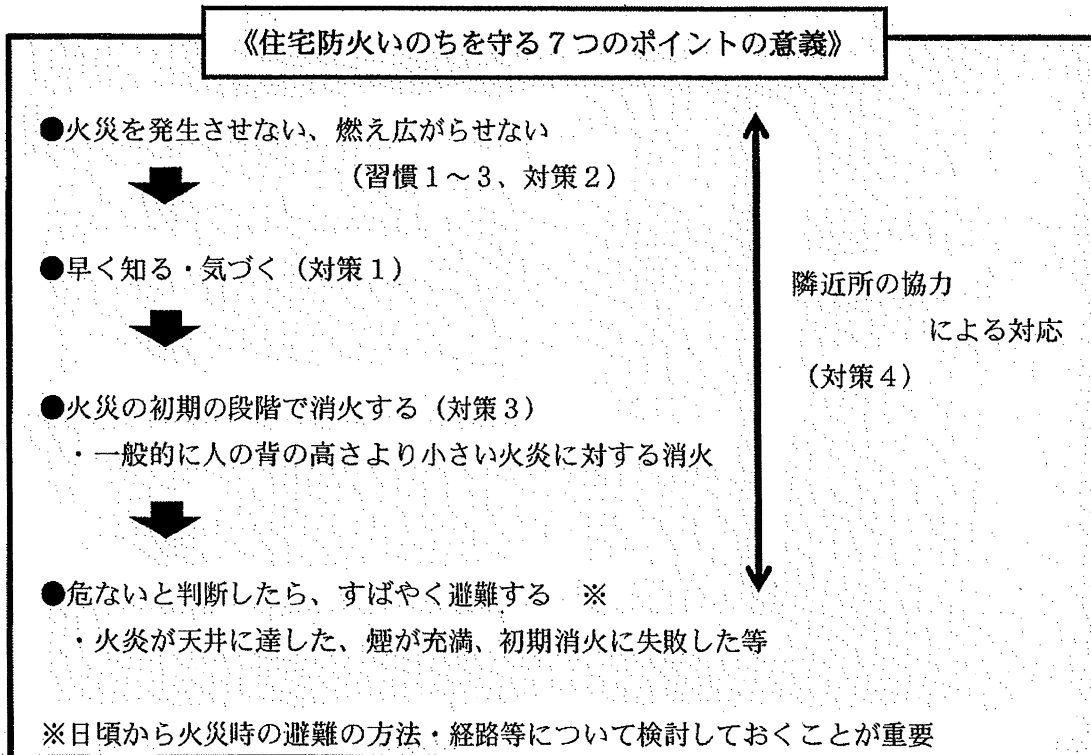 《住宅防火いのちを守る７つのポイントの意義》
●火災を発生させない、燃え広がらせない
（習慣１～３、対策２）
●早く知る・気づく（対策１）
●火災の初期の段階で消火する（対策３）
・一般的に人の背の高さより小さい火炎に対する消火
●危ないと判断したら、すばやく避難する　※
・火炎が天井に達した、煙が充満、初期消火に失敗した等
隣近所の協力
による対応
（対策４）
※日頃から火災時の避難の方法・経路等について検討しておくことが重要